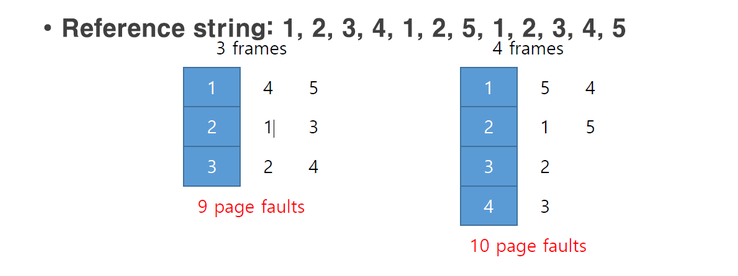 • Reference string: 1, 2, 3, 4, 1, 2, 5, 1, 2, 3, 4, 5
3 frames 4 frames
1 4 5 1 5 4
2 1 3 2 1 5
3 2 4 3 2
4 3
9 page faults
10 page faults